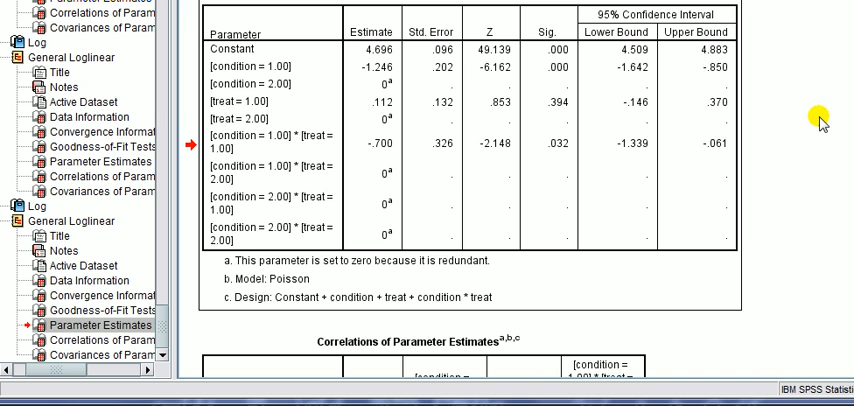 Parameter Estimates
Correlations of Param
Covariances of Param
Log
General Loglinear
Title
Notes
Active Dataset
Data Information
Convergence Informat
Goodness-of-Fit Tests
Parameter Estimates
Correlations of Param
Covariances of Param
Log
General Loglinear
Title
Notes
Active Dataset
Data Information
Convergence Informat
Goodness-of-Fit Tests
Parameter Estimates
Correlations of Param
Covariances of Param
95% Confidence Interval
Parameter Estimate Std. Error Z Sig. Lower Bound Upper Bound
Constant 4.696 .096 49.139 .000 4.509 4.883
[condition = 1.00] -1.246 .202 -6.162 .000 -1.642 -.850
[condition = 2.00] 0a . . . . .
[treat = 1.00] .112 .132 .853 .394 -.146 .370
[treat = 2.00] 0a . . . . .
[condition = 1.00] * [treat =
1.00] -.700 .326 -2.148 .032 -1.339 -.061
[condition = 1.00] * [treat =
2.00] 0a . . . . .
[condition = 2.00] * [treat =
1.00] 0a . . . . .
[condition = 2.00] * [treat =
2.00] 0a . . . . .
a. This parameter is set to zero because it is redundant.
b. Model: Poisson
c. Design: Constant + condition + treat + condition * treat
Correlations of Parameter Estimatesa,b,c
[condition =
[condition = 1.00] * [treat =
IBM SPSS Statisti